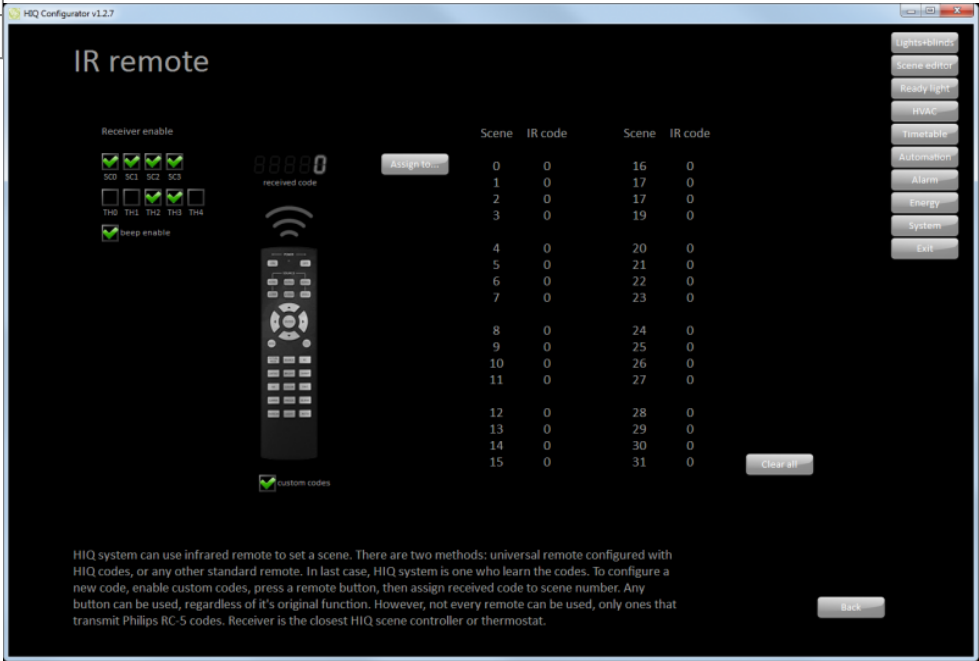 HIQ Configurator v1.2.7
IR remote
Lights+blinds
Scene editor
Ready light
HVAC
Timetable
Automation
Alarm
Energy
System
Exit
Receiver enable
SC0 SC1 SC2 SC3
TH0 TH1 TH2 TH3 TH4
beep enable
0
received code
Assign to...
custom codes
Scene IR code Scene IR code
0 0 16 0
1 0 17 0
2 0 17 0
3 0 19 0
4 0 20 0
5 0 21 0
6 0 22 0
7 0 23 0
8 0 24 0
9 0 25 0
10 0 26 0
11 0 27 0
12 0 28 0
13 0 29 0
14 0 30 0
15 0 31 0
Clear all
HIQ system can use infrared remote to set a scene. There are two methods: universal remote configured with
HIQ codes, or any other standard remote. In last case, HIQ system is one who learn the codes. To configure a
new code, enable custom codes, press a remote button, then assign received code to scene number. Any
button can be used, regardless of it's original function. However, not every remote can be used, only ones that
transmit Philips RC-5 codes. Receiver is the closest HIQ scene controller or thermostat.
Back